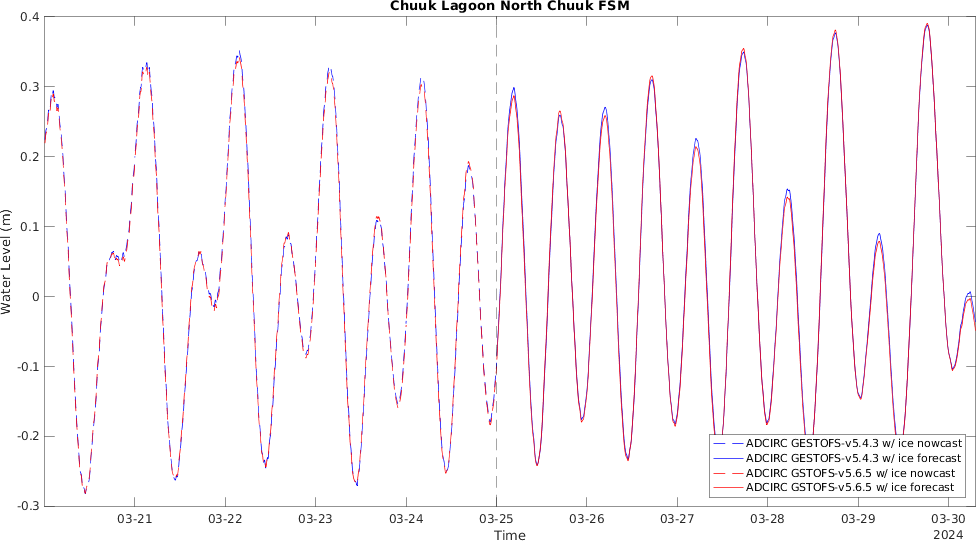 Chuuk Lagoon North Chuuk FSM
Water Level (m)
0.4
0.3
0.2
0.1
0
-0.1
-0.2
-0.3
ADCIRC GESTOFS-v5.4.3 w/ ice nowcast
ADCIRC GESTOFS-v5.4.3 w/ ice forecast
ADCIRC GSTOFS-v5.6.5 w/ ice nowcast
ADCIRC GSTOFS-v5.6.5 w/ ice forecast
03-21 03-22 03-23 03-24 03-25 03-26 03-27 03-28 03-29 03-30
Time
2024